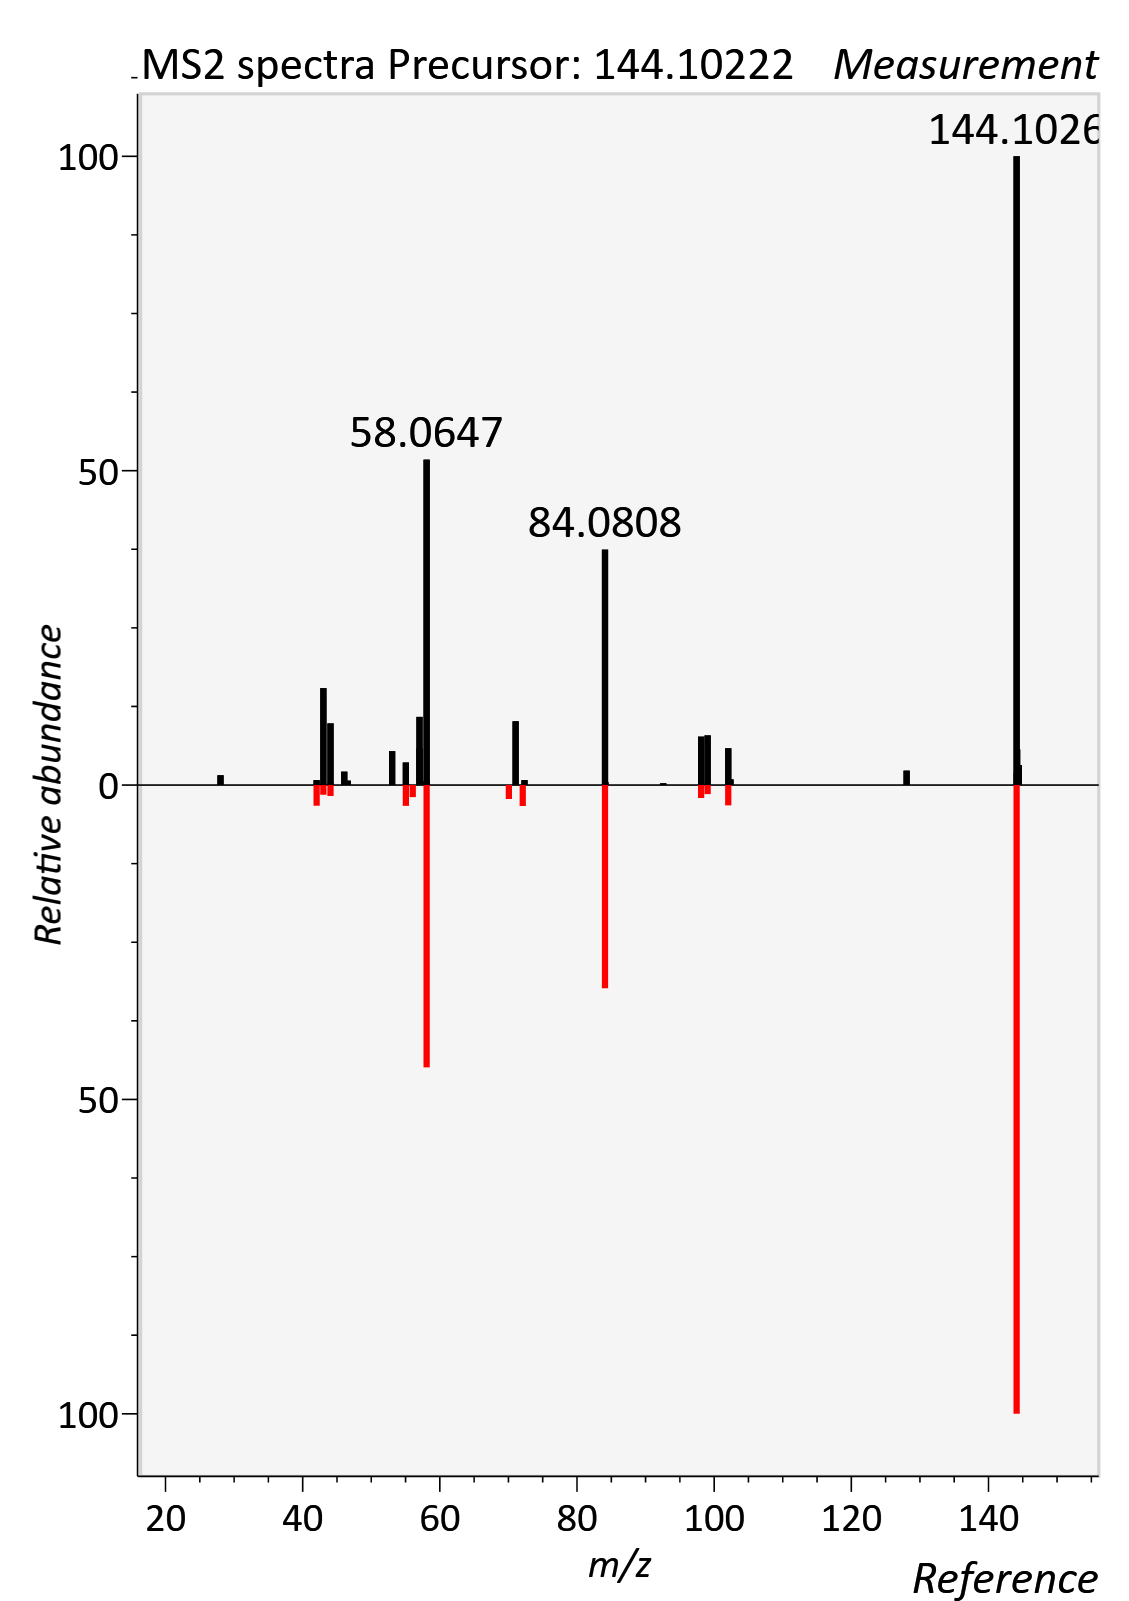 MS2 spectra Precursor: 144.10222 Measurement
144.1026
100
58.0647
50
84.0808
Relative abundance
0
50
100
20 40 60 80 100 120 140
m/z
Reference